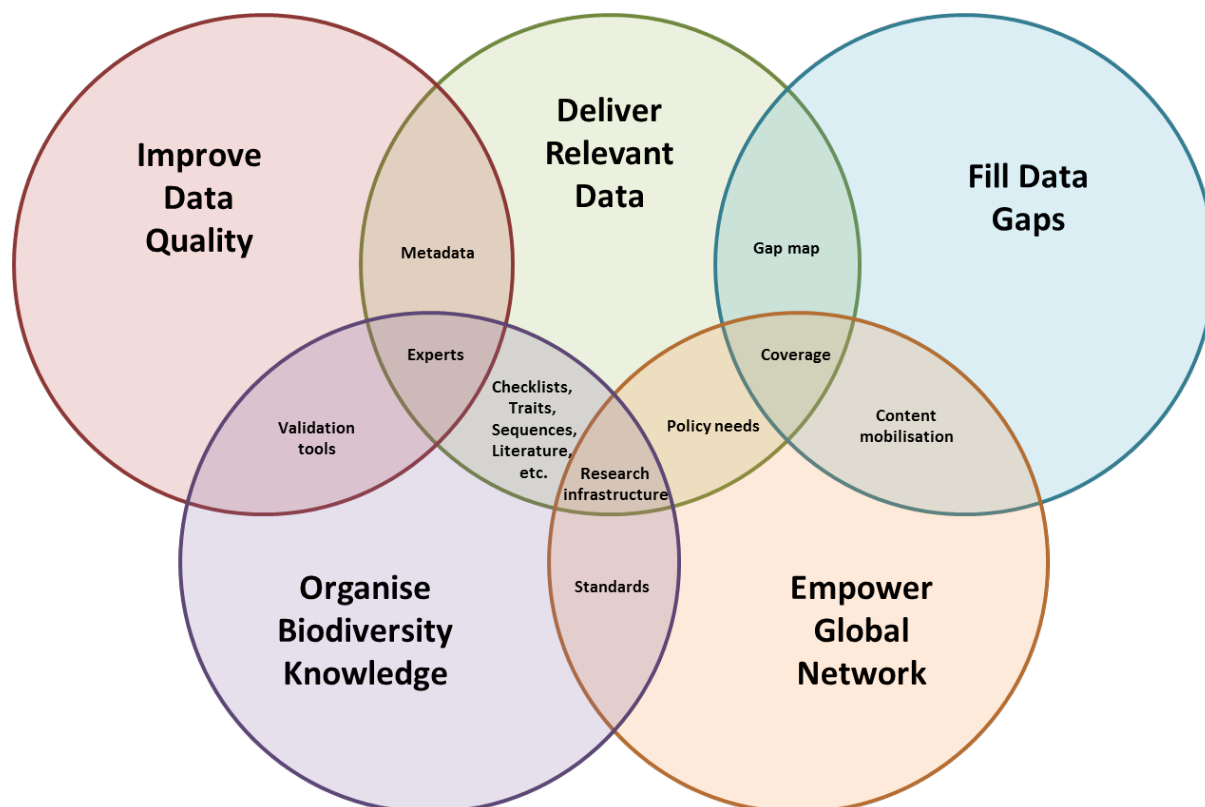 Improve
Data
Quality
Deliver
Relevant
Data
Fill Data
Gaps
Metadata
Gap map
Experts
Coverage
Checklists,
Traits,
Sequences,
Literature,
etc.
Validation
tools
Policy needs
Content
mobilisation
Research
infrastructure
Standards
Organise
Biodiversity
Knowledge
Empower
Global
Network